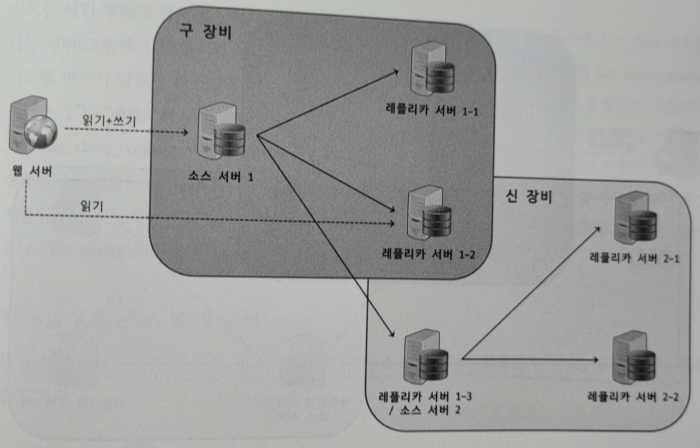 구 장비
레플리카 서버 1-1
읽기+쓰기
웹 서버
소스 서버 1
읽기
신 장비
레플리카 서버 1-2
레플리카 서버 2-1
레플리카 서버 1-3
/ 소스 서버 2
레플리카 서버 2-2